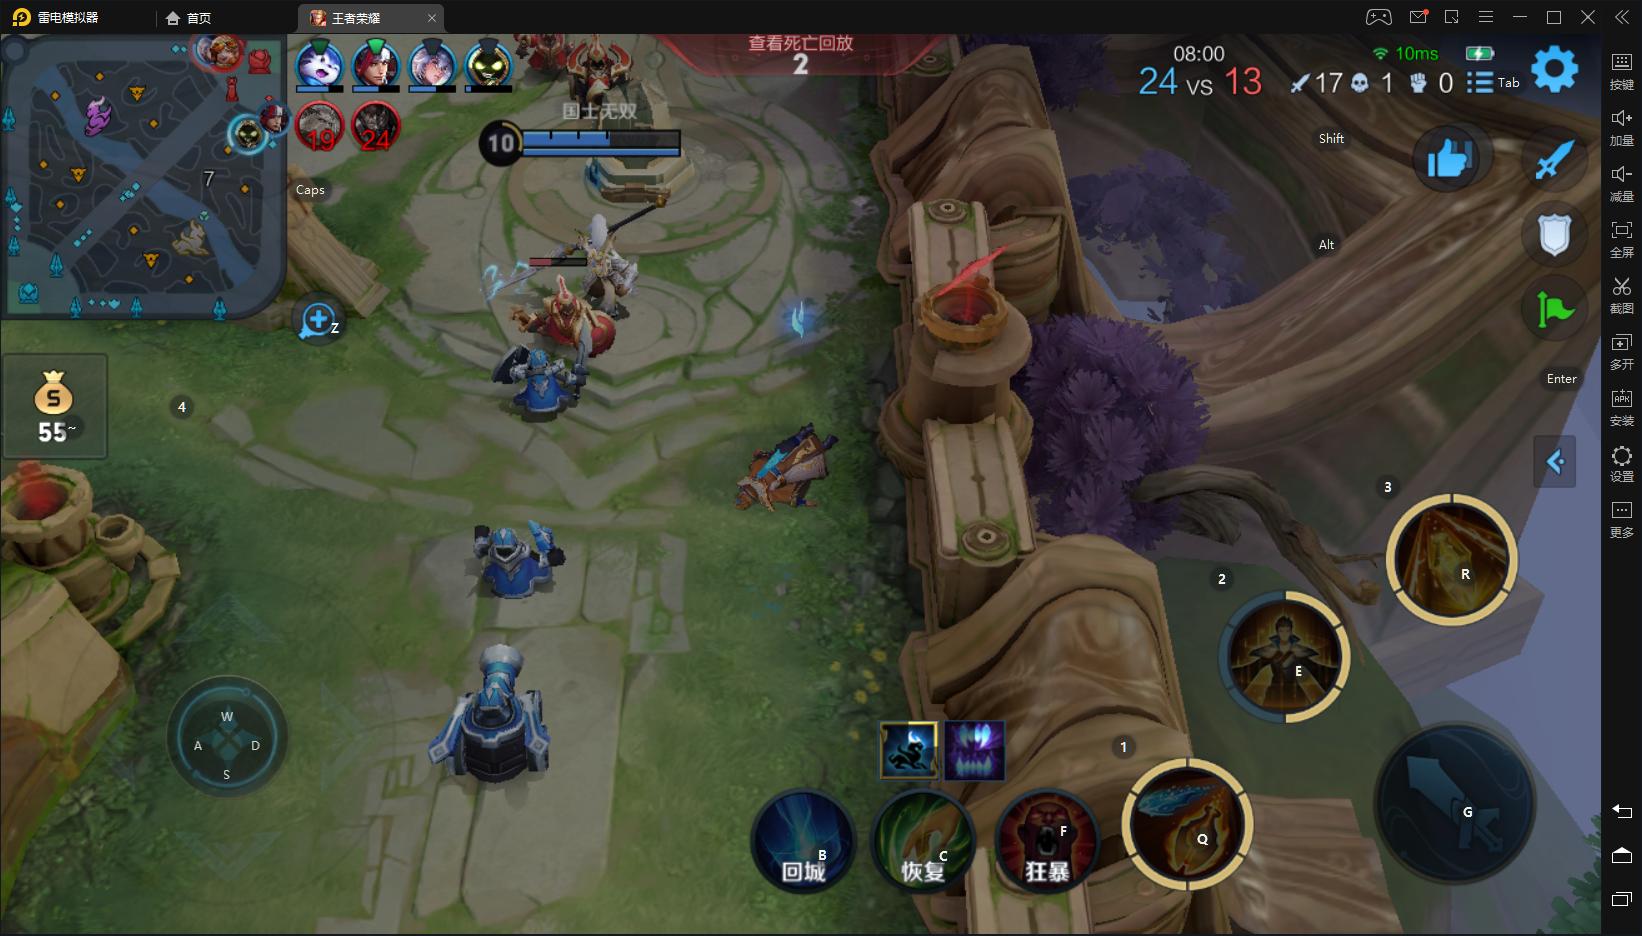 雷电模拟器
首页
王者荣耀
查看死亡回放
2
08:00
24 vs 13
10ms
17 1 0
Tab
Shift
Alt
Enter
19
24
国士无双
10
7
Caps
Z
55~
4
3
2
1
R
E
Q
G
W
A
D
S
B
回城
C
恢复
F
狂暴
按键
加量
减量
全屏
截图
多开
APK
安装
设置
更多